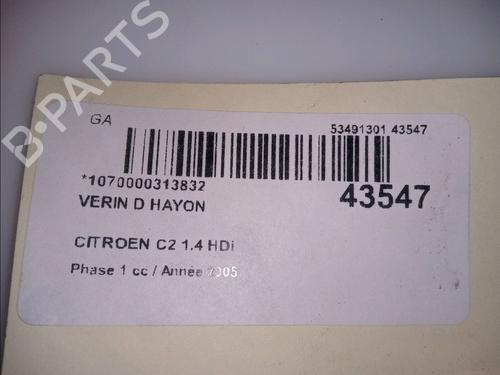 B-PARTS
GA
53491301 43547
*1070000313832
43547
VERIN D HAYON
CITROEN C2 1.4 HDi
Phase 1 cc / Année 2005